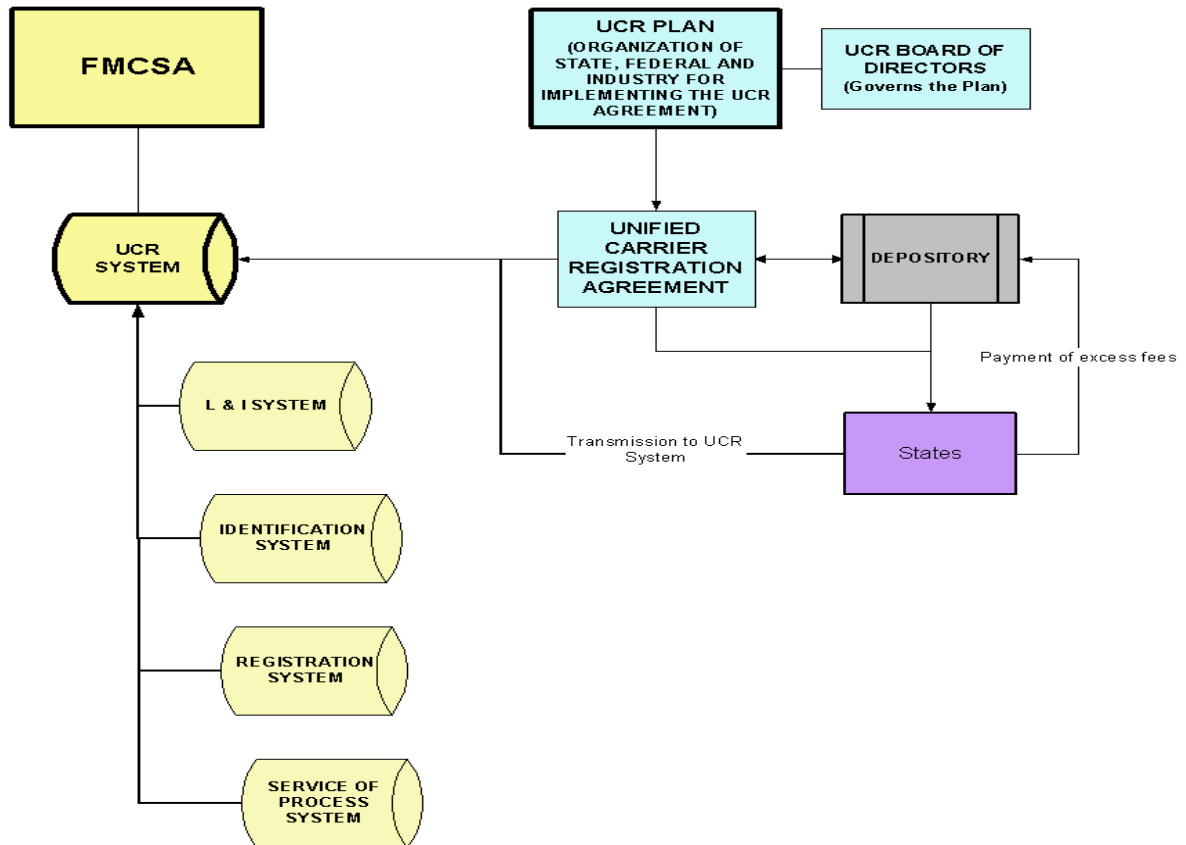 FMCSA
UCR PLAN
(ORGANIZATION OF
STATE, FEDERAL AND
INDUSTRY FOR
IMPLEMENTING THE UCR
AGREEMENT)
UCR BOARD OF
DIRECTORS
(Governs the Plan)
UCR
SYSTEM
UNIFIED
CARRIER
REGISTRATION
AGREEMENT
DEPOSITORY
Payment of excess fees
L & I SYSTEM
Transmission to UCR
System
States
IDENTIFICATION
SYSTEM
REGISTRATION
SYSTEM
SERVICE OF
PROCESS
SYSTEM